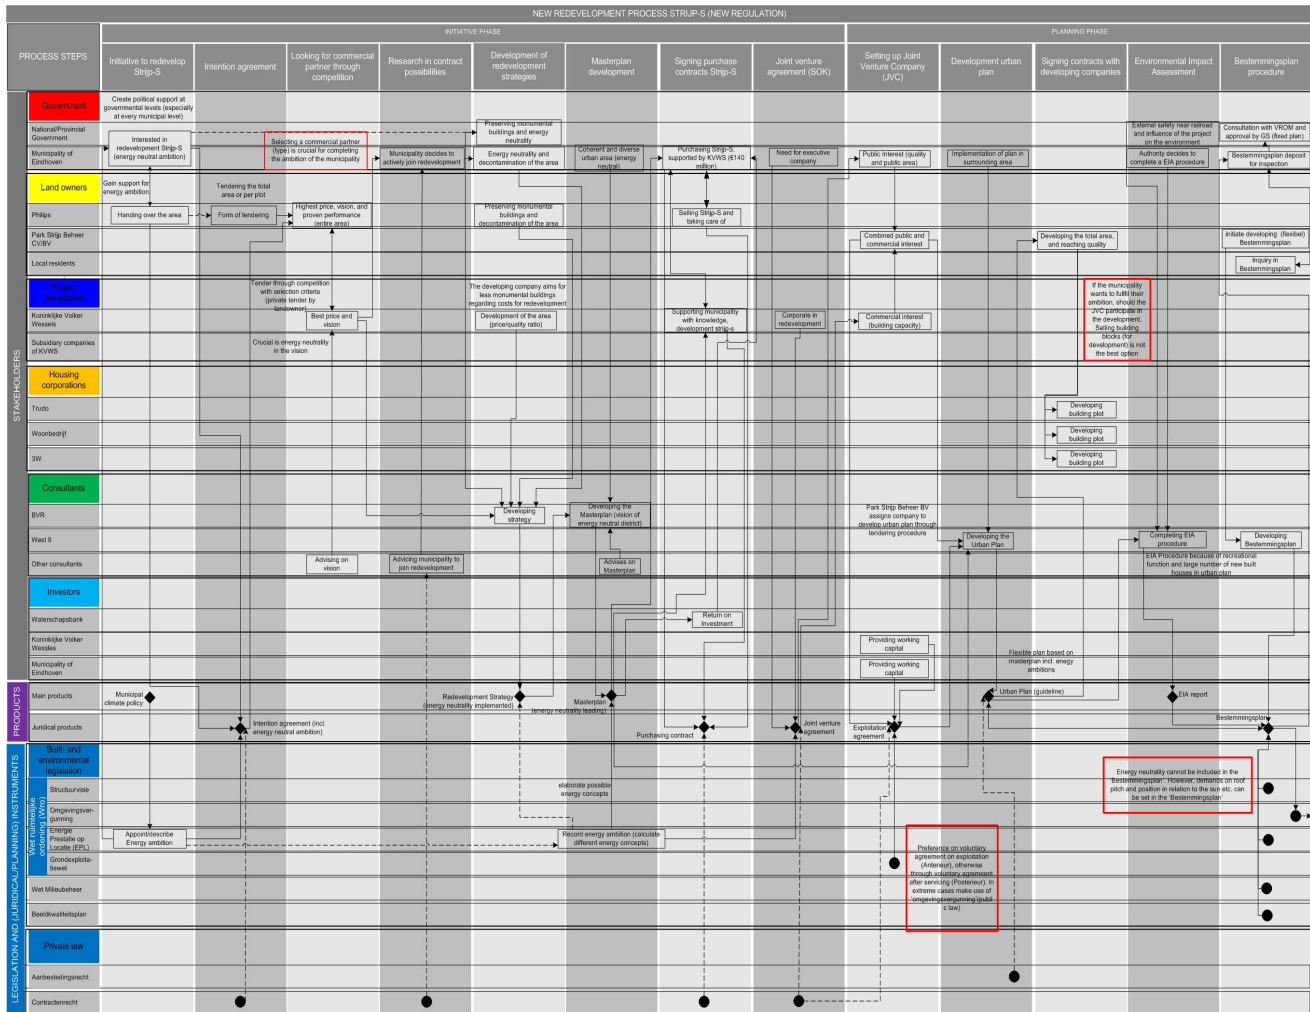 NEW REDEVELOPMENT PROCESS STRIJP-S (NEW REGULATION)
INITIATIVE PHASE
PLANNING PHASE
PROCESS STEPS
Initiative to redevelop
Strijp-S
Intention agreement
Looking for commercial
partner through
competition
Research in contract
possibilities
Development of
redevelopment
strategies
Masterplan development
Signing purchase
contracts Strijp-S
Joint venture
agreement (SOK)
Setting up Joint
Venture Company
(JVC)
Development urban
plan
Signing contracts with
developing companies
Environmental Impact
Assessment
Bestemmingsplan
procedure
STAKEHOLDERS
Government
Create political support at
governmental levels (especially
at every municipal level)
National/Provincial
Government
Interested in
redevelopment Strijp-S
(energy neutral ambition)
Selecting a commercial partner
(type) is crucial for completing
the ambition of the municipality
Preserving monumental
buildings and energy
neutrality
External safety near railroad
and influence of the project
on the environment
Consultation with VROM and
approval by GS (fixed plan)
Municipality of
Eindhoven
Municipality decides to
actively join redevelopment
Energy neutrality and
decontamination of the area
Coherent and diverse
urban area (energy
neutral)
Purchasing Strijp-S,
supported by KVWS (€140
million)
Need for executive
company
Public Interest (quality
and public area)
Implementation of plan in
surrounding area
Authority decides to
complete a EIA procedure
Bestemmingsplan deposit
for inspection
Land owners
Gain support for
energy ambition
Tendering the total
area or per plot
Philips
Handing over the area
Form of tendering
Highest price, vision, and
proven performance
(entire area)
Preserving monumental
buildings and
decontamination of the area
Selling Strijp-S and
taking care of
Park Strijp Beheer
CV/BV
Combined public and
commercial interest
Developing the total area,
and reaching quality
initiate developing (flexibel)
Bestemmingsplan
Local residents
Inquiry in
Bestemmingsplan
Project
developers
Tender through competition
with selection criteria
(private tender by
landowner)
The developing company aims for
less monumental buildings
regarding costs for redevelopment
If the municipality
wants to fullfil their
ambition, should the
JVC participate in
the development.
Selling building
blocks (for
development) is not
the best option
Koninklijke Volker
Wessels
Best price and
vision
Development of the area
(price/quality ratio)
Supporting municipality
with knowledge,
development strijp-s
Corporate in
redevelopment
Commercial interest
(building capacity)
Subsidiary companies
of KVWS
Crucial is energy neutrality
in the vision
Housing
corporations
Trudo
Developing
building plot
Woonbedrijf
Developing
building plot
3W
Developing
building plot
Consultants
BVR
Developing
strategy
Developing the
Masterplan (vision of
energy neutral district)
Park Strijp Beheer BV
assigns company to
develop urban plan through
tendering procedure
West 8
Developing the
Urban Plan
Completing EIA
procedure
Developing
Bestemmingsplan
Other consultants
Advising on
vision
Advicing municipality to
join redevelopment
Advises on
Masterplan
EIA Procedure because of recreational
function and large number of new built
houses in urban plan
Investors
Waterschapsbank
Return on
Investment
Koninlijke Volker
Wessles
Providing working
capital
Municipality of
Eindhoven
Providing working
capital
Flexible plan based on
masterplan incl. energy
ambitions
PRODUCTS
Main products
Municipal
climate policy
Redevelopment Strategy
(energy neutrality implemented)
Masterplan
(energy neutrality leading)
Urban Plan (guideline)
EIA report
Juridical products
Intention agreement (incl.
energy neutral ambition)
Purchasing contract
Joint venture
agreement
Exploitation
agreement
Bestemmingsplan
LEGISLATION AND (JURIDICAL/PLANNING) INSTRUMENTS
Built- and
environmental
legislation
Wet ruimtelijke
ordening (Wro)
Structuurvisie
elaborate possible
energy concepts
Energy neutrality cannot be included in the
'Bestemmingsplan'. However, demands on roof
pitch and position in relation to the sun etc. can
be set in the 'Bestemmingsplan'
Omgevingsver-
gunning
Energie
Prestatie op
Locatie (EPL)
Appoint/describe
Energy ambition
Record energy ambition (calculate
different energy concepts)
Grondexploita-
tiewet
Preference on voluntary
agreement on exploitation
(Anterieur), otherwise
through voluntary agreement
after servicing (Posterieur). In
extreme cases make use of
'omgevingsvergunning'(publi
c law)
Wet Milieubeheer
Beeldkwaliteitsplan
Private law
Aanbestedingsrecht
Contractenrecht